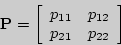 P = [ p11 p12
p21 p22 ]